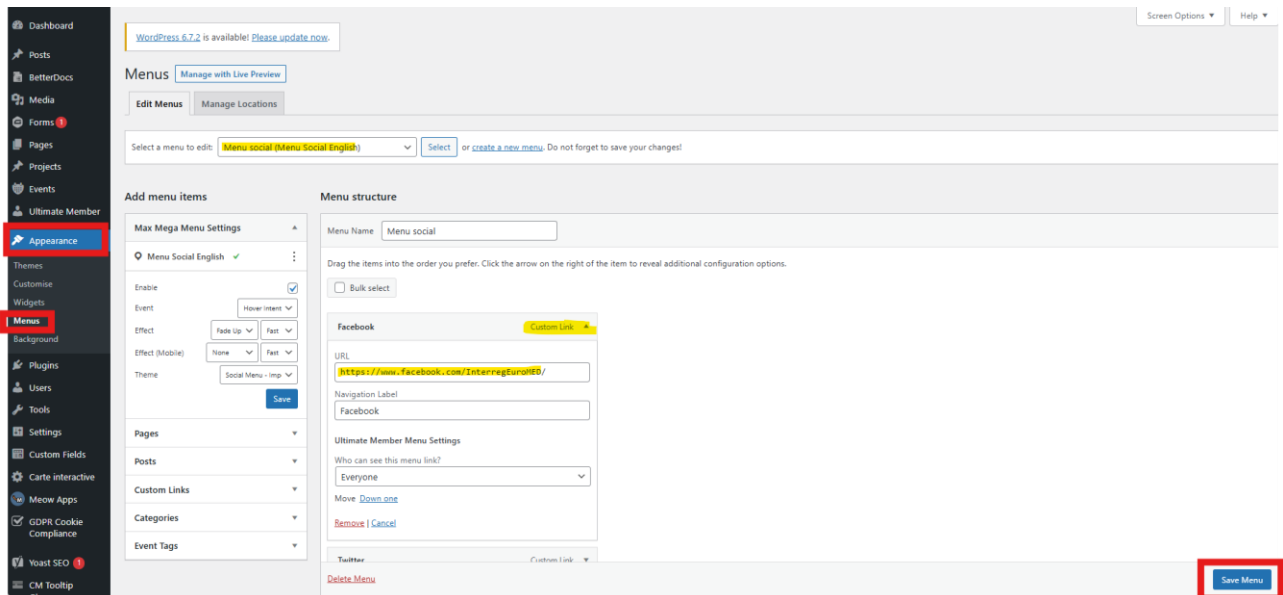 Screen Options ▼ Help ▼
Dashboard
WordPress 6.7.2 is available! Please update now.
Posts
BetterDocs
Media
Forms 1
Pages
Projects
Events
Ultimate Member
Appearance
Themes
Customise
Widgets
Menus
Background
Plugins
Users
Tools
Settings
Custom Fields
Carte interactive
Meow Apps
GDPR Cookie
Compliance
Yoast SEO 1
CM Tooltip
Menus Manage with Live Preview
Edit Menus Manage Locations
Select a menu to edit: Menu social (Menu Social English) Select or create a new menu. Do not forget to save your changes!
Add menu items
Max Mega Menu Settings
Menu Social English
Enable
Event Hover Intent
Effect Fade Up Fast
Effect (Mobile) None Fast
Theme Social Menu - Imp
Save
Pages
Posts
Custom Links
Categories
Event Tags
Menu structure
Menu Name Menu social
Drag the items into the order you prefer. Click the arrow on the right of the item to reveal additional configuration options.
Bulk select
Facebook Custom Link
URL
https://www.facebook.com/InterregEuroMED/
Navigation Label
Facebook
Ultimate Member Menu Settings
Who can see this menu link?
Everyone
Move Down one
Remove | Cancel
Twitter Custom Link
Delete Menu
Save Menu